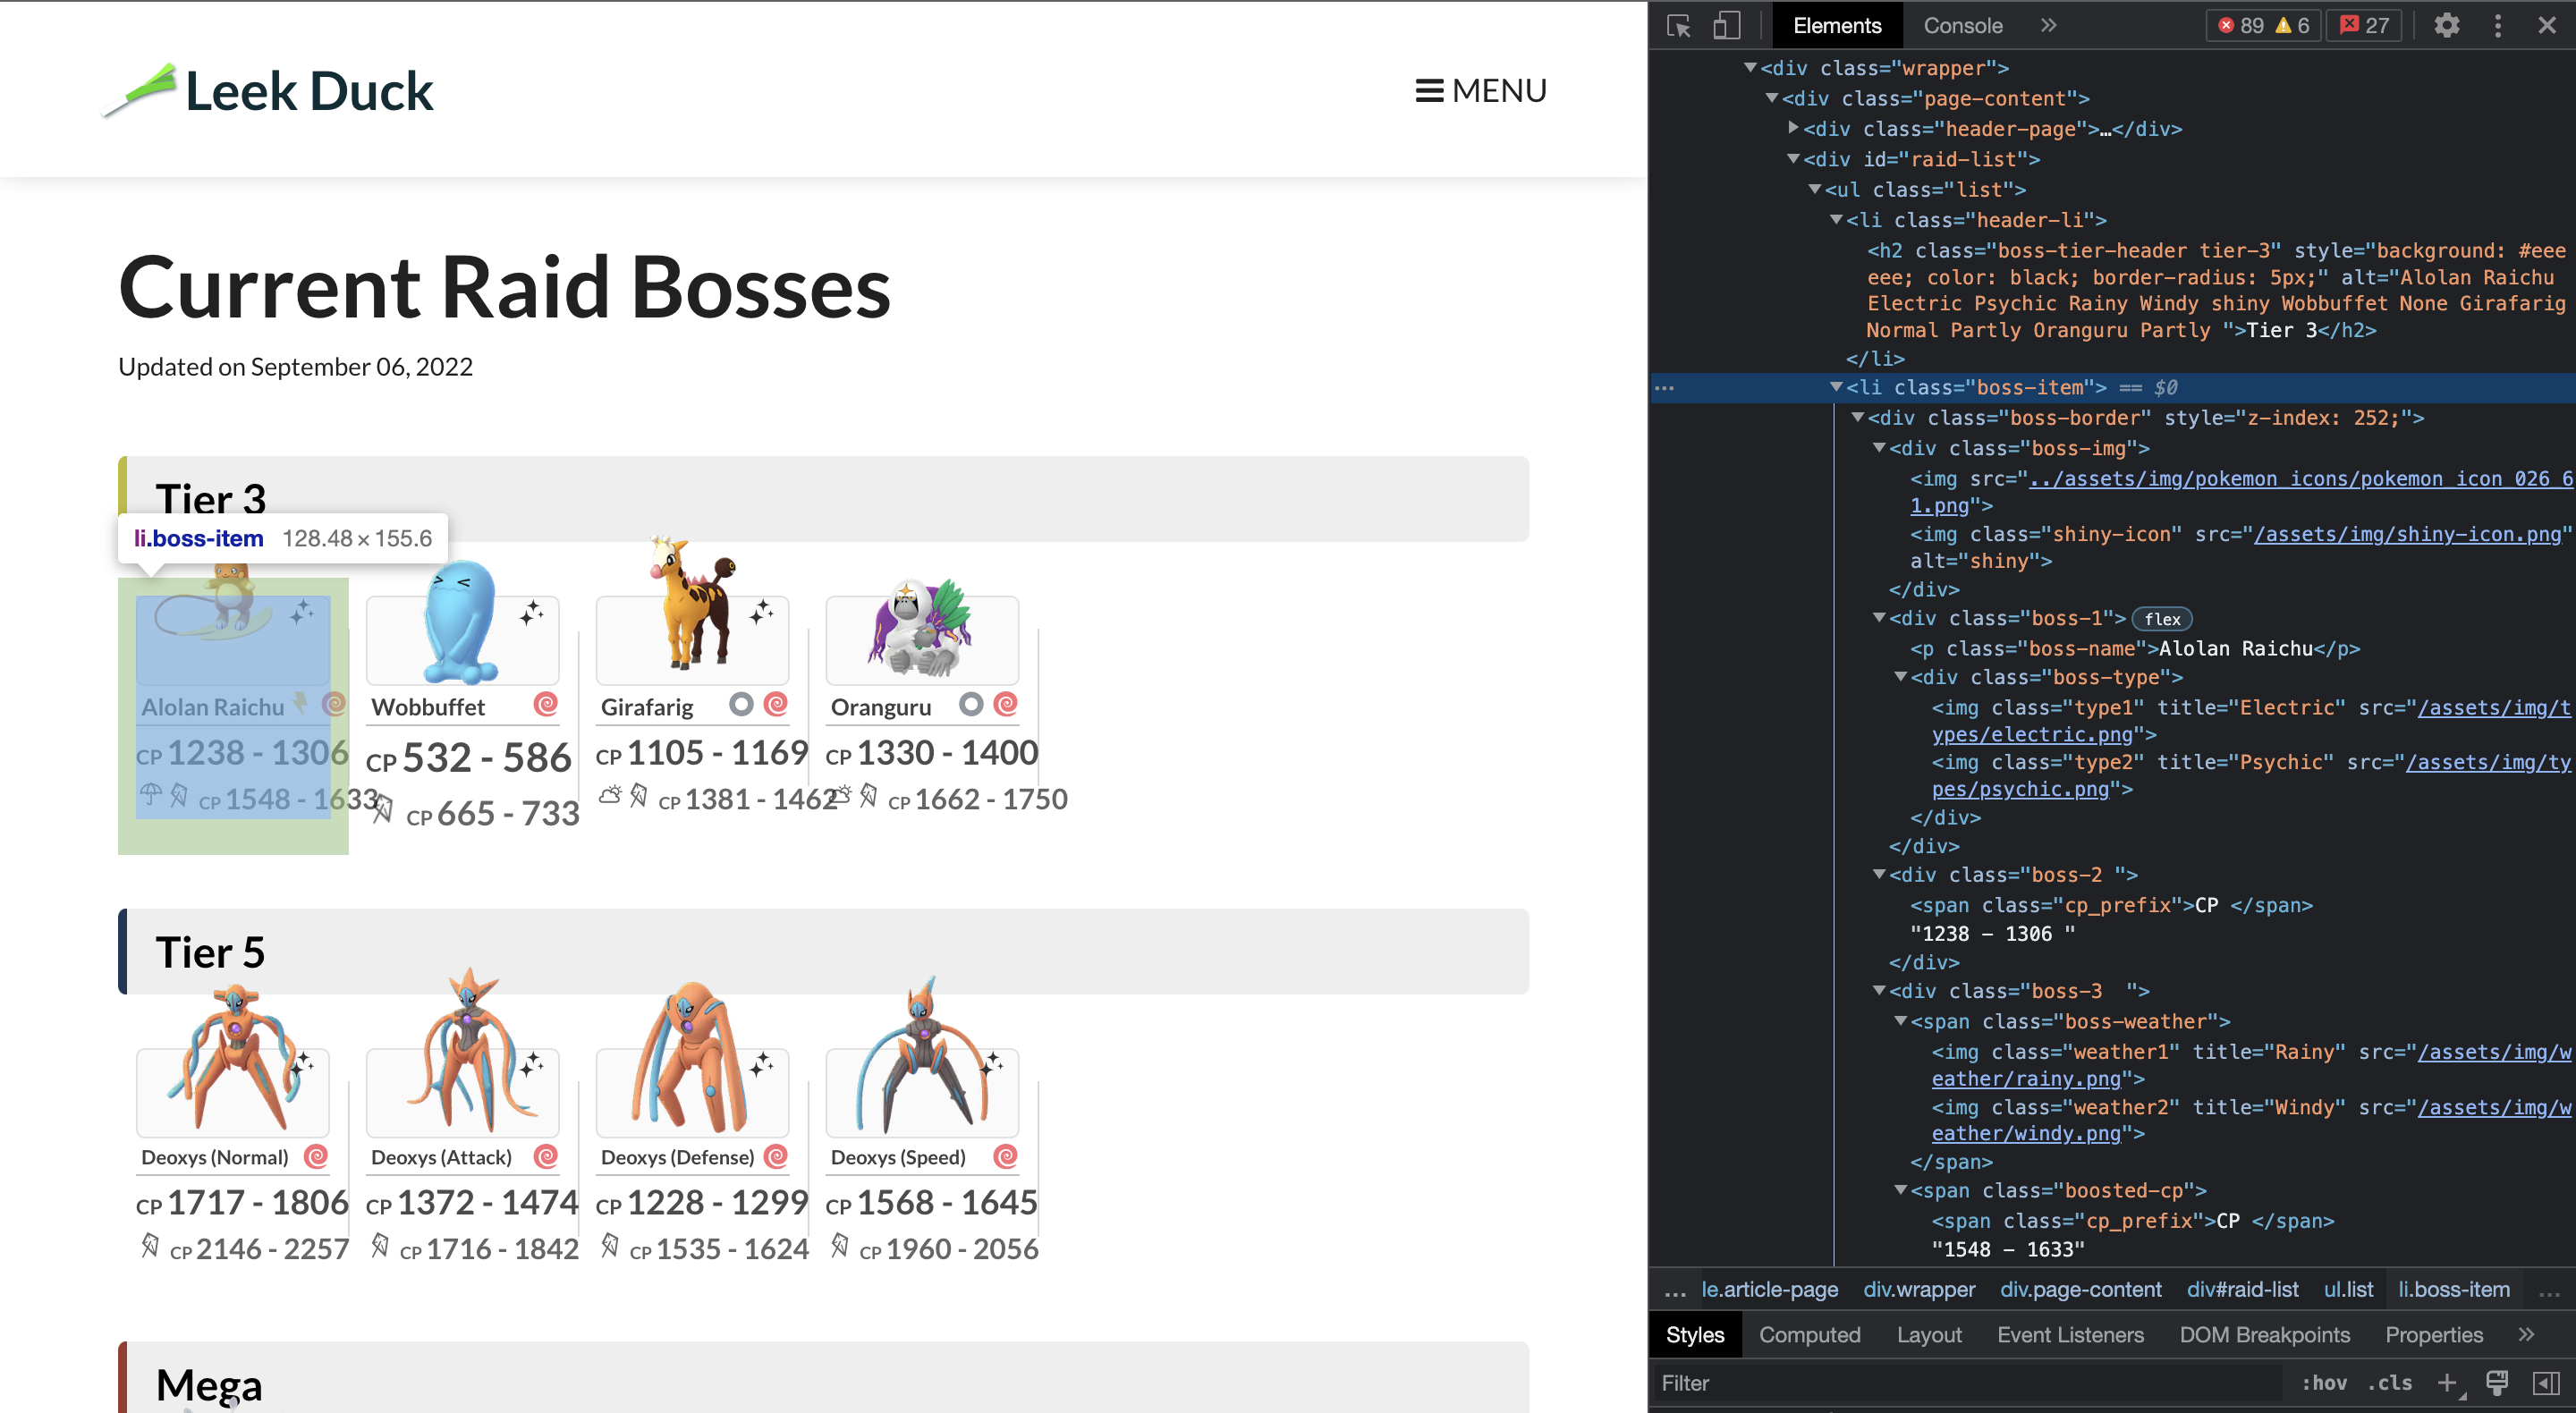 Leek Duck
MENU
Current Raid Bosses
Updated on September 06, 2022
Tier 3
li.boss-item 128.48 × 155.6
Alolan Raichu
CP 1238 - 1306
CP 1548 - 1633
Wobbuffet
CP 532 - 586
CP 665 - 733
Girafarig
CP 1105 - 1169
CP 1381 - 1462
Oranguru
CP 1330 - 1400
CP 1662 - 1750
Tier 5
Deoxys (Normal)
CP 1717 - 1806
CP 2146 - 2257
Deoxys (Attack)
CP 1372 - 1474
CP 1716 - 1842
Deoxys (Defense)
CP 1228 - 1299
CP 1535 - 1624
Deoxys (Speed)
CP 1568 - 1645
CP 1960 - 2056
Mega
Elements Console 89 6 27
<div class="wrapper">
<div class="page-content">
<div class="header-page">…</div>
<div id="raid-list">
<ul class="list">
<li class="header-li">
<h2 class="boss-tier-header tier-3" style="background: #eee
eee; color: black; border-radius: 5px;" alt="Alolan Raichu
Electric Psychic Rainy Windy shiny Wobbuffet None Girafarig
Normal Partly Oranguru Partly ">Tier 3</h2>
</li>
… <li class="boss-item"> == $0
<div class="boss-border" style="z-index: 252;">
<div class="boss-img">
<img src="../assets/img/pokemon_icons/pokemon_icon_026_6
1.png">
<img class="shiny-icon" src="/assets/img/shiny-icon.png"
alt="shiny">
</div>
<div class="boss-1"> flex
<p class="boss-name">Alolan Raichu</p>
<div class="boss-type">
<img class="type1" title="Electric" src="/assets/img/t
ypes/electric.png">
<img class="type2" title="Psychic" src="/assets/img/ty
pes/psychic.png">
</div>
</div>
<div class="boss-2 ">
<span class="cp_prefix">CP </span>
"1238 - 1306 "
</div>
<div class="boss-3  ">
<span class="boss-weather">
<img class="weather1" title="Rainy" src="/assets/img/w
eather/rainy.png">
<img class="weather2" title="Windy" src="/assets/img/w
eather/windy.png">
</span>
<span class="boosted-cp">
<span class="cp_prefix">CP </span>
"1548 - 1633"
… le.article-page div.wrapper div.page-content div#raid-list ul.list li.boss-item …
Styles Computed Layout Event Listeners DOM Breakpoints Properties
Filter :hov .cls